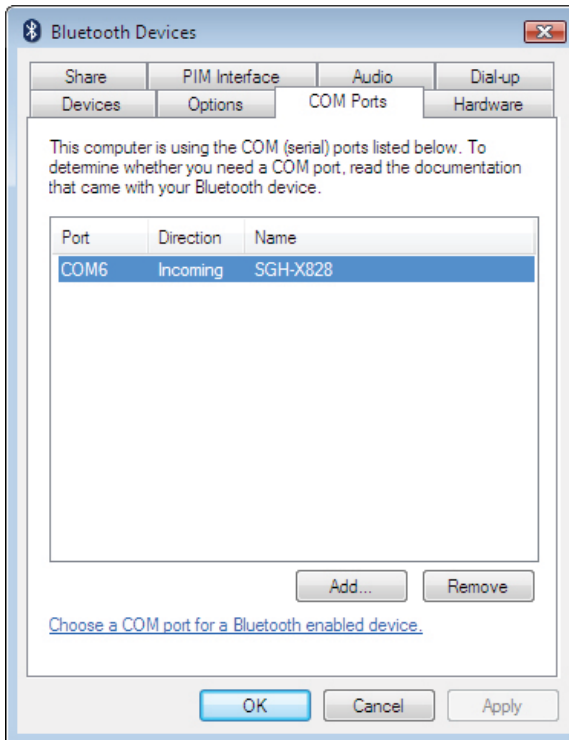 Bluetooth Devices
Share PIM Interface Audio Dial-up
Devices Options COM Ports Hardware
This computer is using the COM (serial) ports listed below. To
determine whether you need a COM port, read the documentation
that came with your Bluetooth device.
Port Direction Name
COM6 Incoming SGH-X828
Add... Remove
Choose a COM port for a Bluetooth enabled device.
OK Cancel Apply